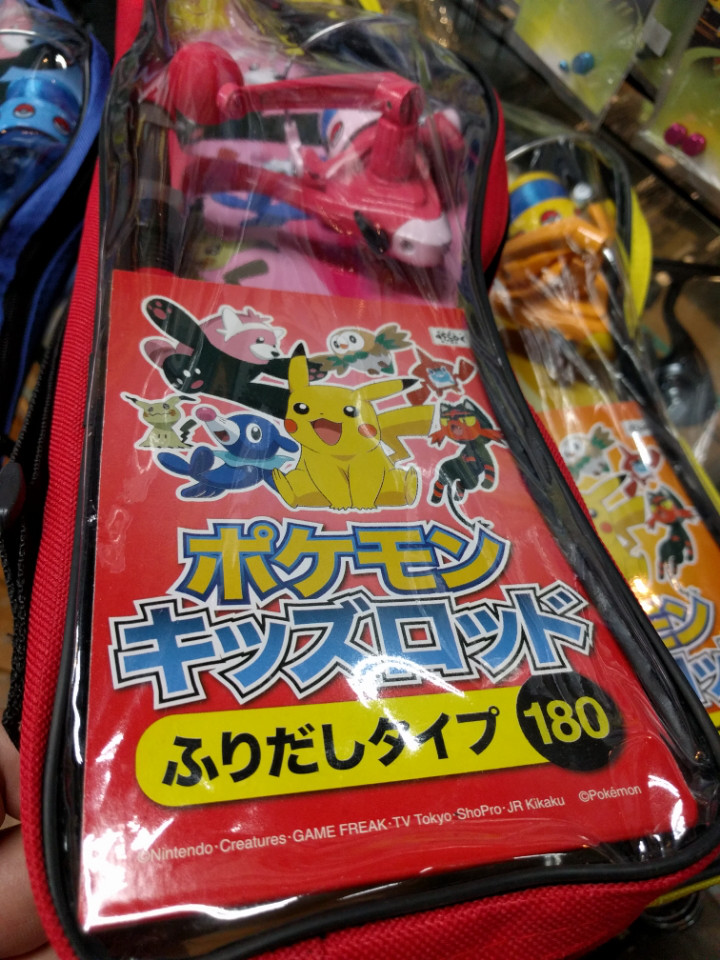 ポケモン
キッズロッド
ふりだしタイプ 180
©Nintendo・Creatures・GAME FREAK・TV Tokyo・ShoPro・JR Kikaku ©Pokémon